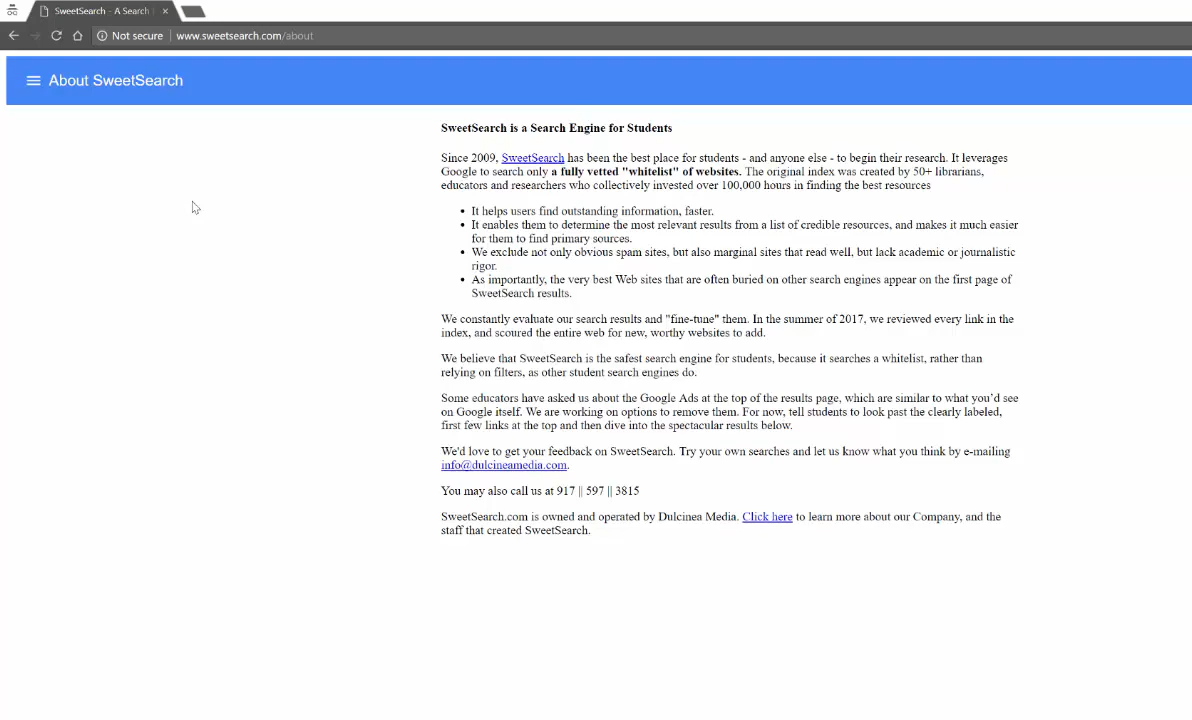 SweetSearch - A Search
Not secure | www.sweetsearch.com/about
About SweetSearch
SweetSearch is a Search Engine for Students
Since 2009, SweetSearch has been the best place for students - and anyone else - to begin their research. It leverages
Google to search only a fully vetted "whitelist" of websites. The original index was created by 50+ librarians,
educators and researchers who collectively invested over 100,000 hours in finding the best resources
• It helps users find outstanding information, faster.
• It enables them to determine the most relevant results from a list of credible resources, and makes it much easier
for them to find primary sources.
• We exclude not only obvious spam sites, but also marginal sites that read well, but lack academic or journalistic
rigor.
• As importantly, the very best Web sites that are often buried on other search engines appear on the first page of
SweetSearch results.
We constantly evaluate our search results and "fine-tune" them. In the summer of 2017, we reviewed every link in the
index, and scoured the entire web for new, worthy websites to add.
We believe that SweetSearch is the safest search engine for students, because it searches a whitelist, rather than
relying on filters, as other student search engines do.
Some educators have asked us about the Google Ads at the top of the results page, which are similar to what you'd see
on Google itself. We are working on options to remove them. For now, tell students to look past the clearly labeled,
first few links at the top and then dive into the spectacular results below.
We'd love to get your feedback on SweetSearch. Try your own searches and let us know what you think by e-mailing
info@dulcineamedia.com.
You may also call us at 917 || 597 || 3815
SweetSearch.com is owned and operated by Dulcinea Media. Click here to learn more about our Company, and the
staff that created SweetSearch.